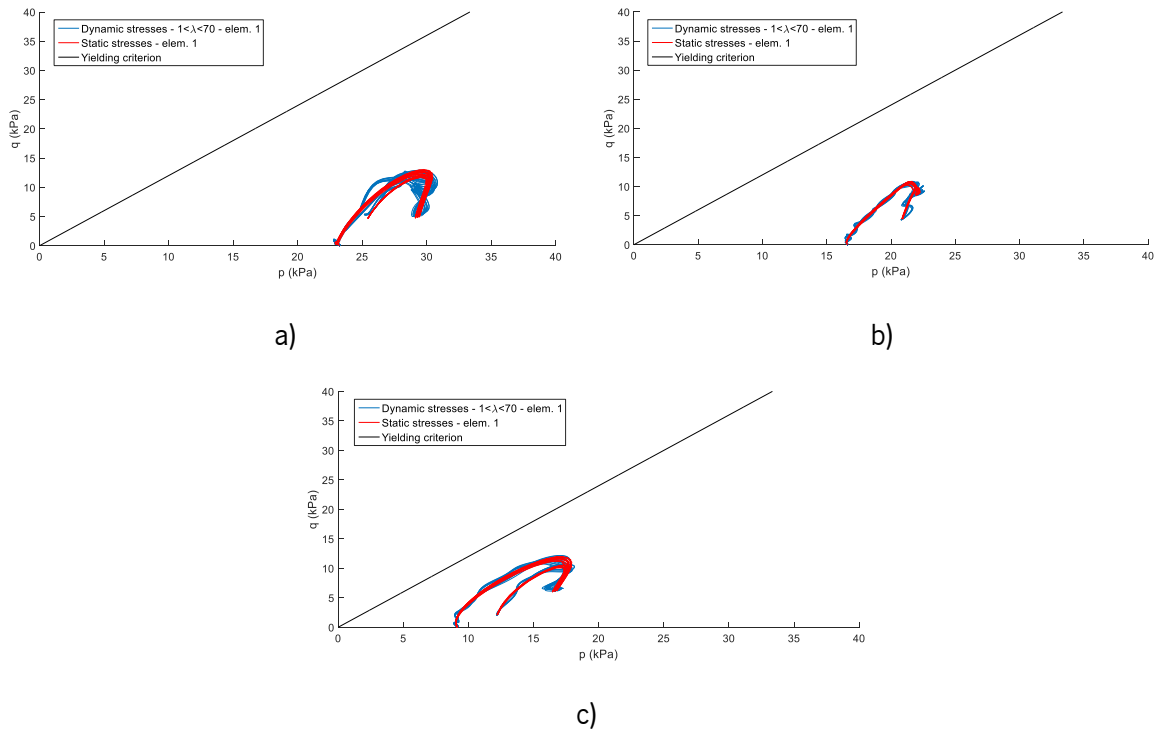 Dynamic stresses - 1<λ<70 - elem. 1
Static stresses - elem. 1
Yielding criterion
40
35
30
25
20
15
10
5
0
q (kPa)
0 5 10 15 20 25 30 35 40
p (kPa)
a)
Dynamic stresses - 1<λ<70 - elem. 1
Static stresses - elem. 1
Yielding criterion
40
35
30
25
20
15
10
5
0
q (kPa)
0 5 10 15 20 25 30 35 40
p (kPa)
b)
Dynamic stresses - 1<λ<70 - elem. 1
Static stresses - elem. 1
Yielding criterion
40
35
30
25
20
15
10
5
0
q (kPa)
0 5 10 15 20 25 30 35 40
p (kPa)
c)